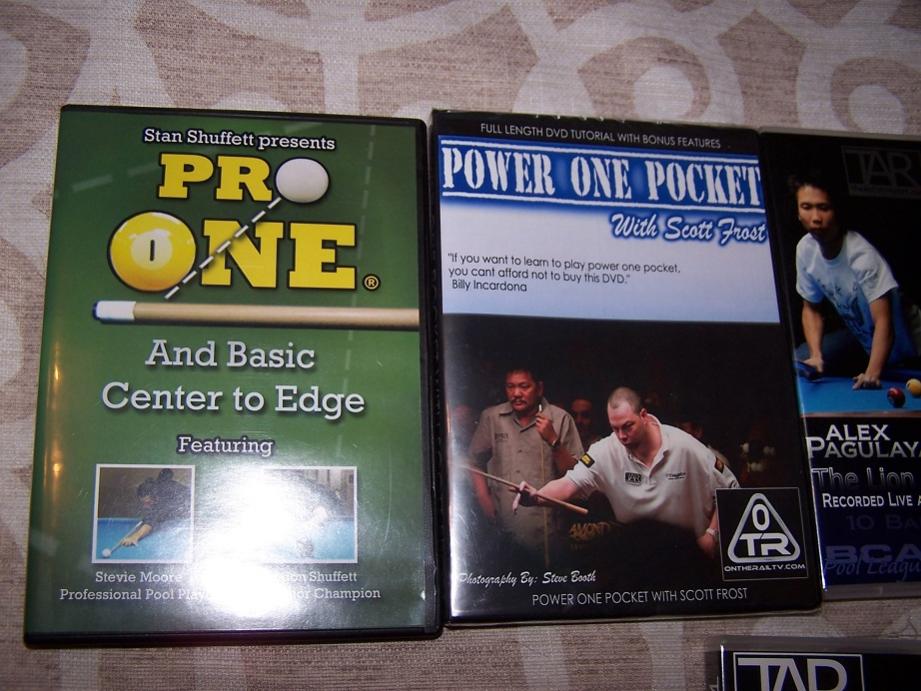 Stan Shuffett presents
PRO
ONE®
And Basic
Center to Edge
Featuring
Stevie Moore
Shuffett
Professional Pool
Champion
FULL LENGTH DVD TUTORIAL WITH BONUS FEATURES
POWER ONE POCKET
With Scott Frost
"If you want to learn to play power one pocket,
you cant afford not to buy this DVD."
Billy Incardona
OTR
ONTHERAILTV.COM
Photography By: Steve Booth
POWER ONE POCKET WITH SCOTT FROST
TAR
ALEX
PAGULAYA
The Lion
RECORDED LIVE A
10 BA
BCA
Pool Leagu
TAR